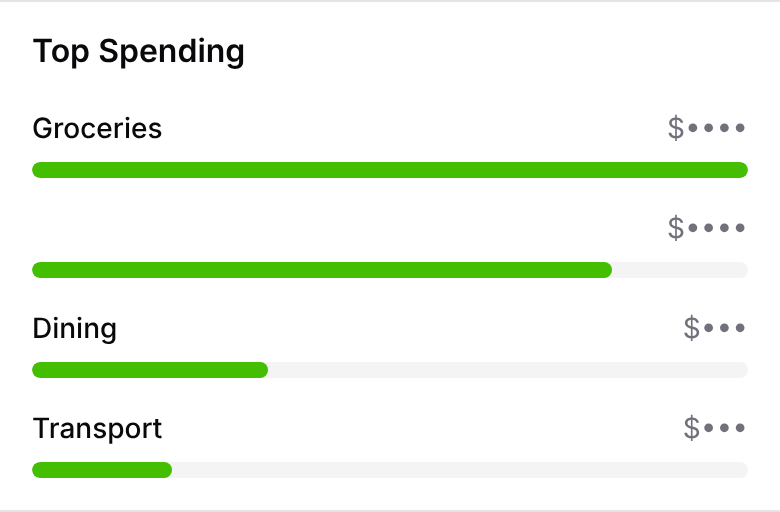 Top Spending
Groceries $••••
$••••
Dining $•••
Transport $•••